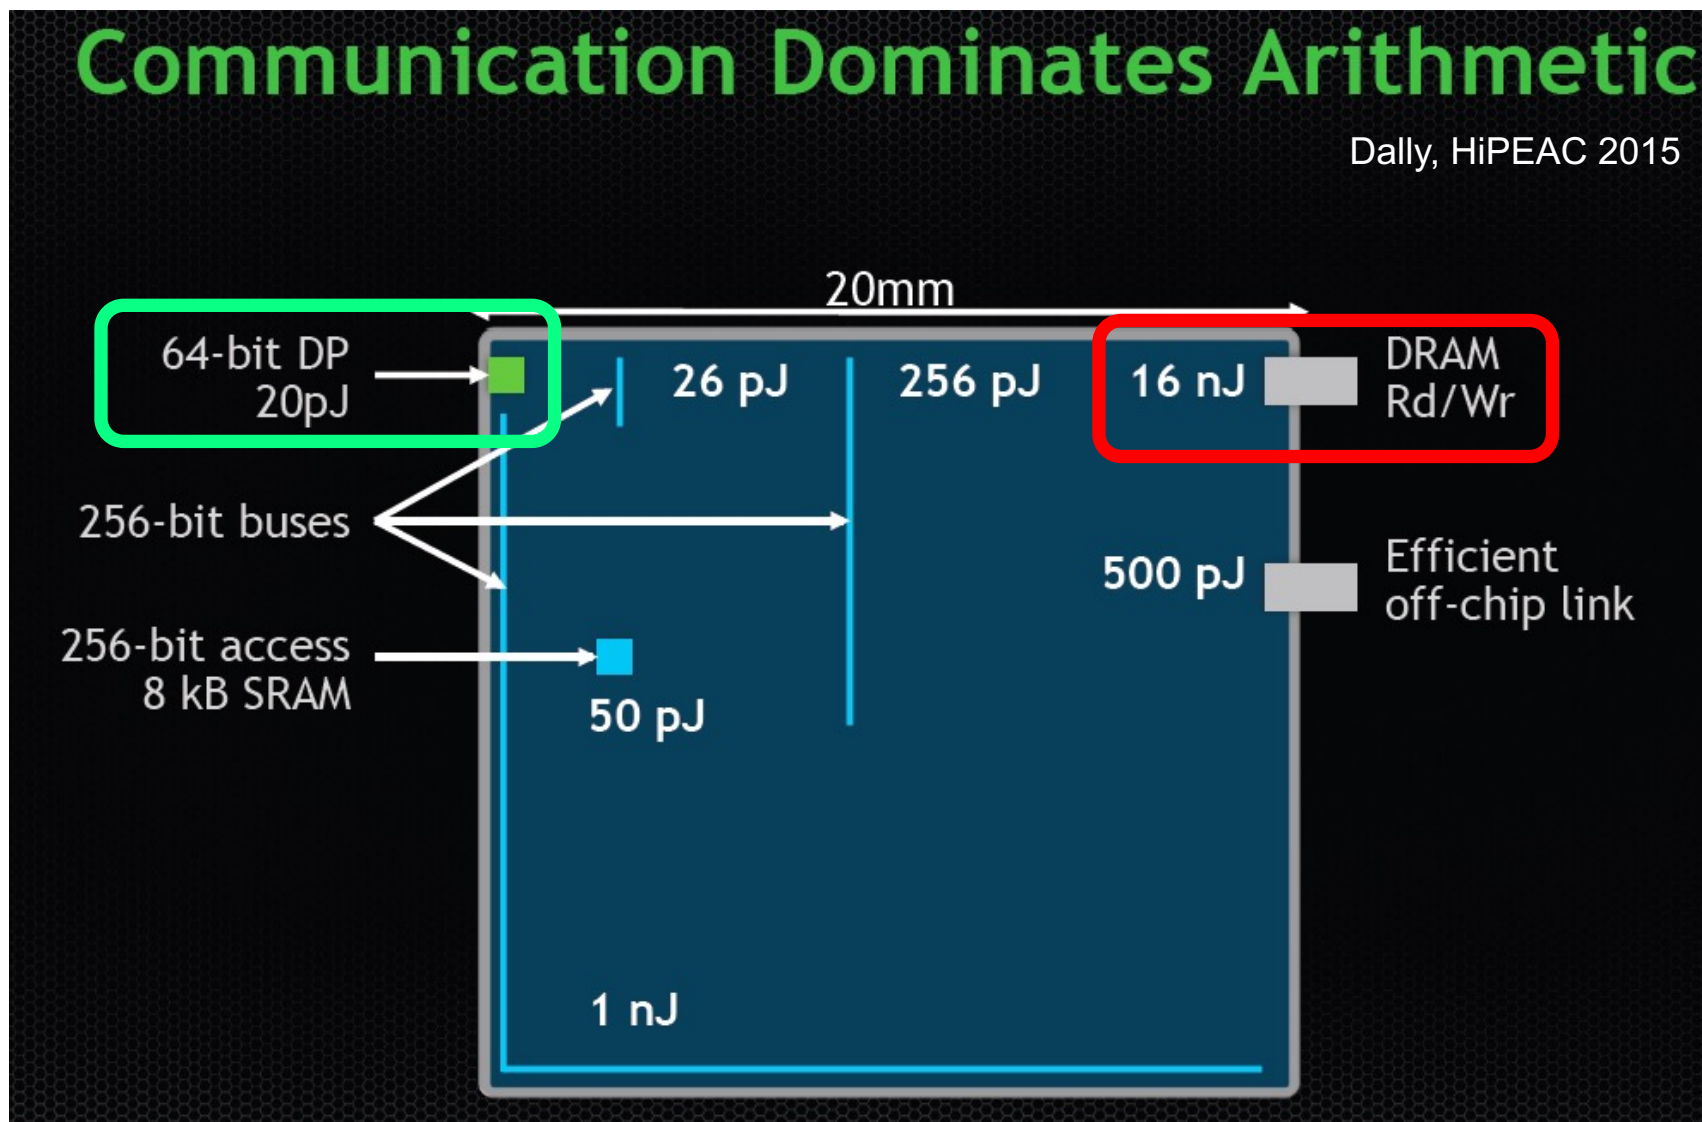 Communication Dominates Arithmetic
Dally, HiPEAC 2015
20mm
64-bit DP
20pJ
26 pJ
256 pJ
16 nJ
DRAM
Rd/Wr
256-bit buses
500 pJ
Efficient
off-chip link
256-bit access
8 kB SRAM
50 pJ
1 nJ